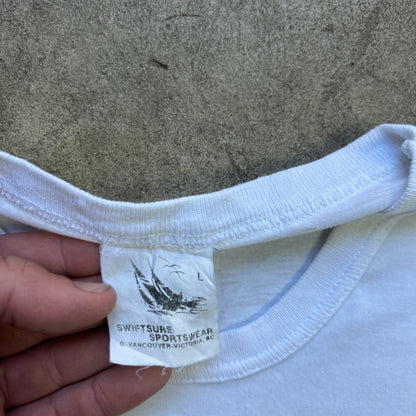 L
SWIFTSURE
SPORTSWEAR
VANCOUVER-VICTORIA, BC